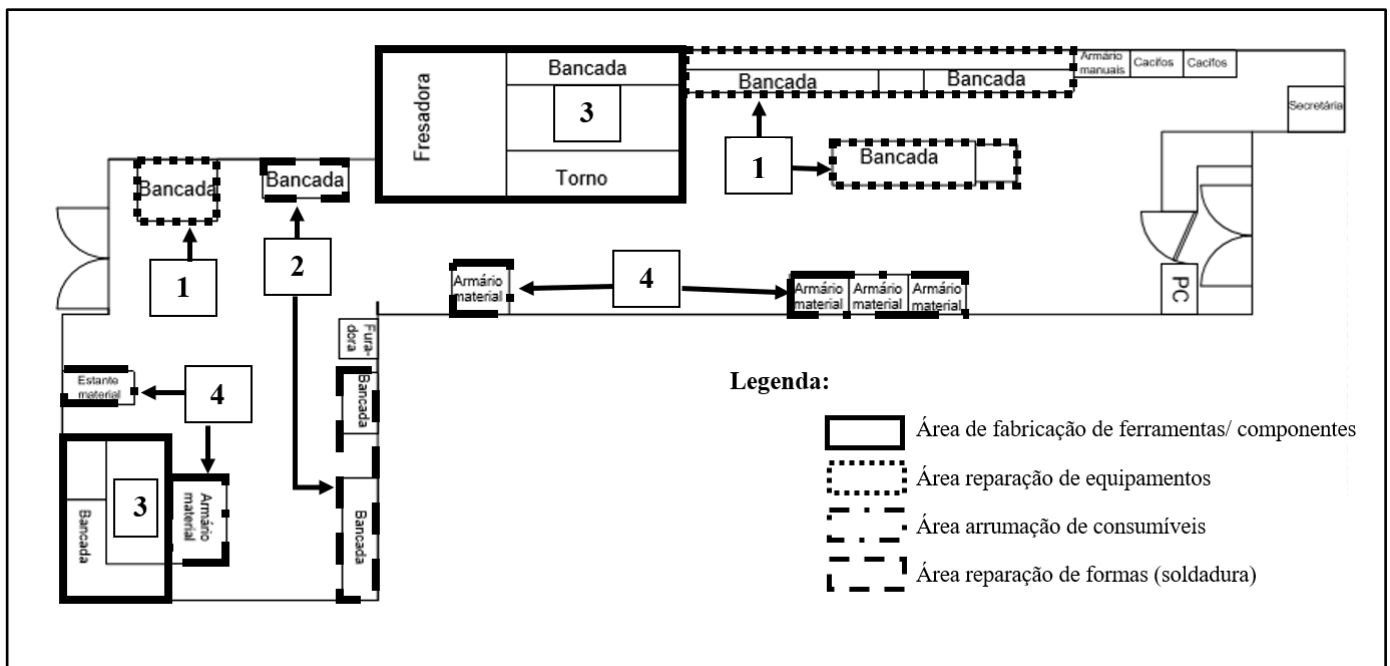 Fresadora
Bancada
3
Torno
Bancada
Bancada
Armário
manuais
Cacifos
Cacifos
Secretária
1
Bancada
Bancada
Bancada
1
2
Armário
material
4
Armário
material
Armário
material
Armário
material
PC
Fura-
dora
Estante
material
4
Bancada
Bancada
3
Armário
material
Bancada
Legenda:
Área de fabricação de ferramentas/ componentes
Área reparação de equipamentos
Área arrumação de consumíveis
Área reparação de formas (soldadura)